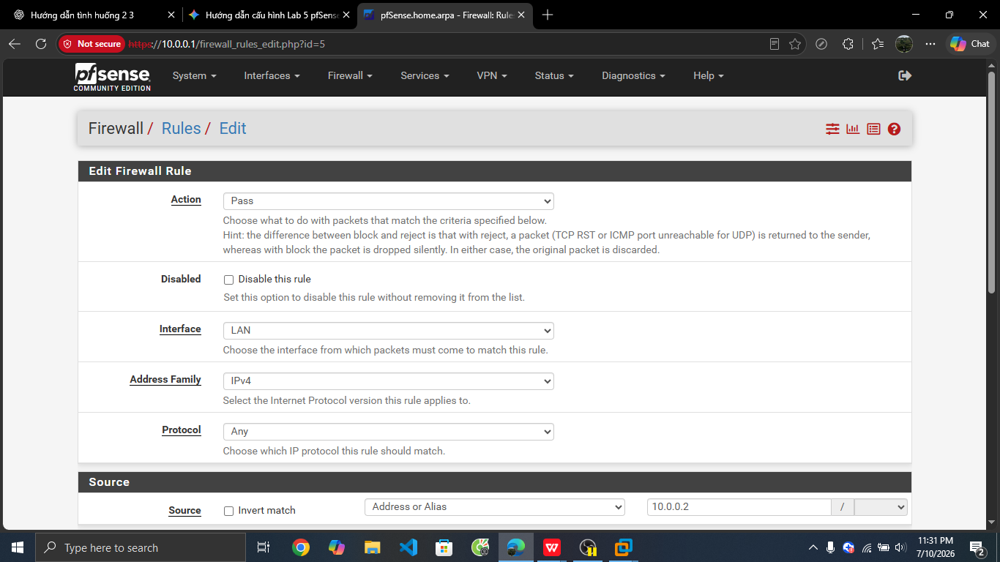 Hướng dẫn tình huống 2 3
Hướng dẫn cấu hình Lab 5 pfSense
pfSense.home.arpa - Firewall: Rules
Not secure https://10.0.0.1/firewall_rules_edit.php?id=5
Chat
pfsense
COMMUNITY EDITION
System Interfaces Firewall Services VPN Status Diagnostics Help
Firewall / Rules / Edit
Edit Firewall Rule
Action
Pass
Choose what to do with packets that match the criteria specified below.
Hint: the difference between block and reject is that with reject, a packet (TCP RST or ICMP port unreachable for UDP) is returned to the sender,
whereas with block the packet is dropped silently. In either case, the original packet is discarded.
Disabled
Disable this rule
Set this option to disable this rule without removing it from the list.
Interface
LAN
Choose the interface from which packets must come to match this rule.
Address Family
IPv4
Select the Internet Protocol version this rule applies to.
Protocol
Any
Choose which IP protocol this rule should match.
Source
Source
Invert match
Address or Alias
10.0.0.2
/
Type here to search
11:31 PM
7/10/2026
2